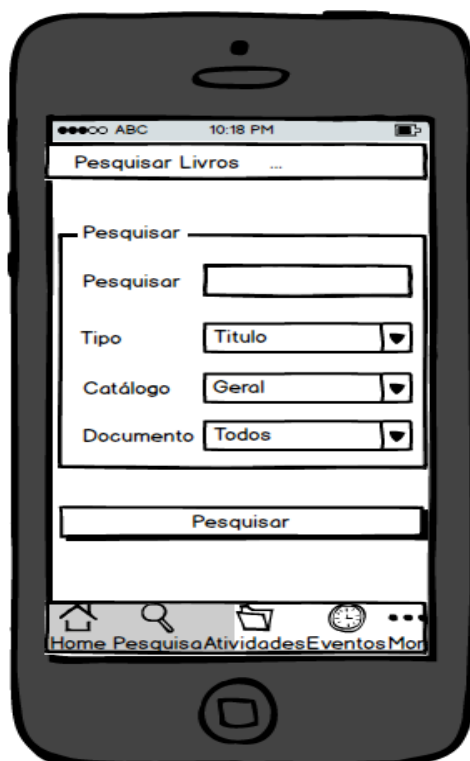 ABC 10:18 PM
Pesquisar Livros ...
Pesquisar
Pesquisar
Tipo Titulo
Catálogo Geral
Documento Todos
Pesquisar
Home Pesquisa Atividades Eventos Mor